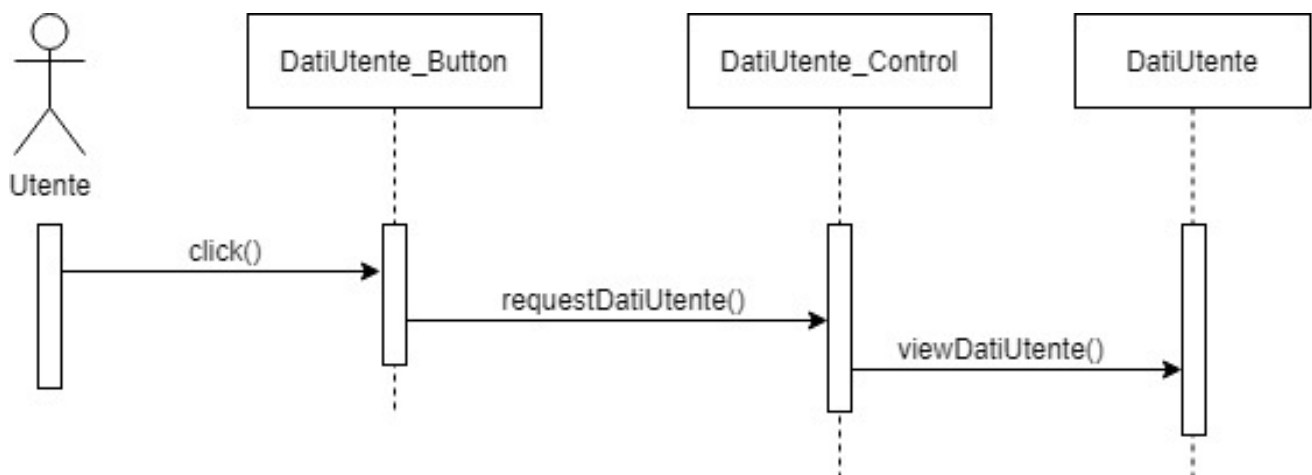 DatiUtente_Button
DatiUtente_Control
DatiUtente
Utente
click()
requestDatiUtente()
viewDatiUtente()